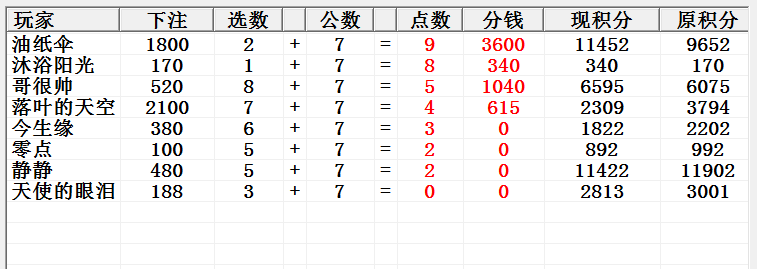 玩家 下注 选数 公数 点数 分钱 现积分 原积分
油纸伞 1800 2 + 7 = 9 3600 11452 9652
沐浴阳光 170 1 + 7 = 8 340 340 170
哥很帅 520 8 + 7 = 5 1040 6595 6075
落叶的天空 2100 7 + 7 = 4 615 2309 3794
今生缘 380 6 + 7 = 3 0 1822 2202
零点 100 5 + 7 = 2 0 892 992
静静 480 5 + 7 = 2 0 11422 11902
天使的眼泪 188 3 + 7 = 0 0 2813 3001